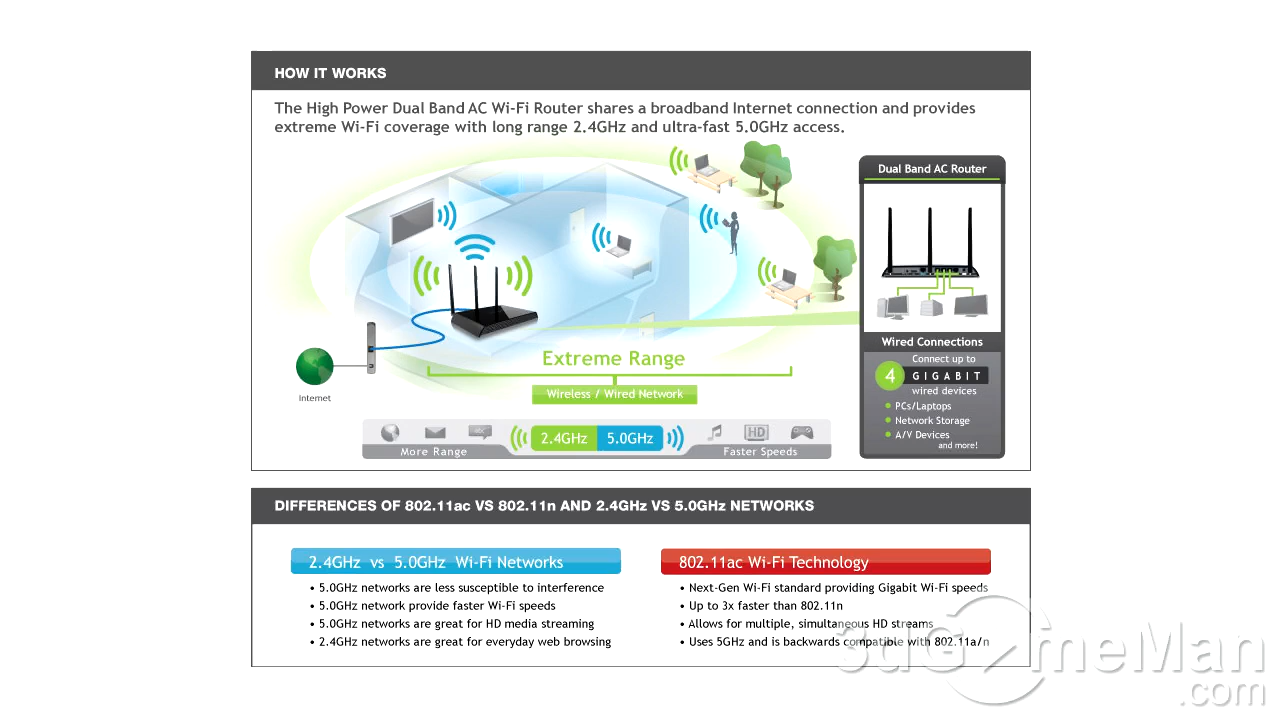 HOW IT WORKS
The High Power Dual Band AC Wi-Fi Router shares a broadband Internet connection and provides
extreme Wi-Fi coverage with long range 2.4GHz and ultra-fast 5.0GHz access.
Dual Band AC Router
Wired Connections
Connect up to
4 GIGABIT
wired devices
• PCs/Laptops
• Network Storage
• A/V Devices
and more!
Extreme Range
Wireless / Wired Network
Internet
ABC
2.4GHz 5.0GHz
HD
More Range
Faster Speeds
DIFFERENCES OF 802.11ac VS 802.11n AND 2.4GHz VS 5.0GHz NETWORKS
2.4GHz vs 5.0GHz Wi-Fi Networks
• 5.0GHz networks are less susceptible to interference
• 5.0GHz network provide faster Wi-Fi speeds
• 5.0GHz networks are great for HD media streaming
• 2.4GHz networks are great for everyday web browsing
802.11ac Wi-Fi Technology
• Next-Gen Wi-Fi standard providing Gigabit Wi-Fi speeds
• Up to 3x faster than 802.11n
• Allows for multiple, simultaneous HD streams
• Uses 5GHz and is backwards compatible with 802.11a/n
3dGameMan
.com